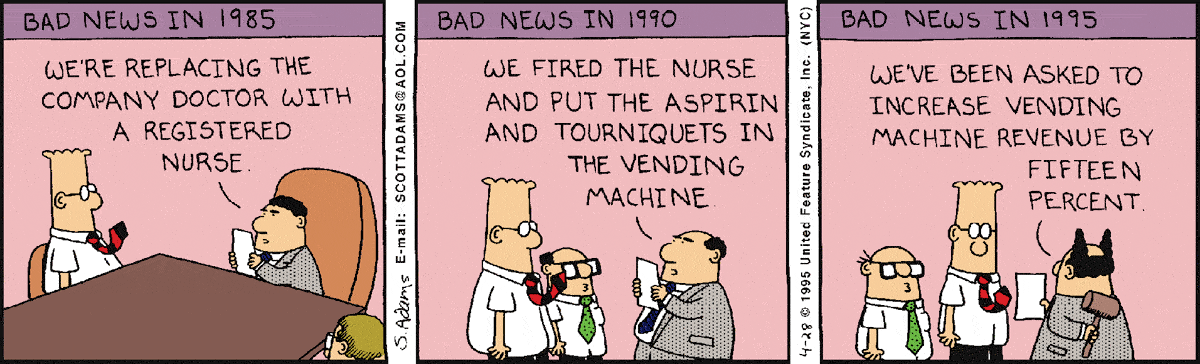 BAD NEWS IN 1985
WE'RE REPLACING THE
COMPANY DOCTOR WITH
A REGISTERED
NURSE.
S. Adams
E-mail: SCOTTADAMS@AOL.COM
BAD NEWS IN 1990
WE FIRED THE NURSE
AND PUT THE ASPIRIN
AND TOURNIQUETS IN
THE VENDING
MACHINE.
4-28 © 1995 United Feature Syndicate, Inc. (NYC)
BAD NEWS IN 1995
WE'VE BEEN ASKED TO
INCREASE VENDING
MACHINE REVENUE BY
FIFTEEN
PERCENT.